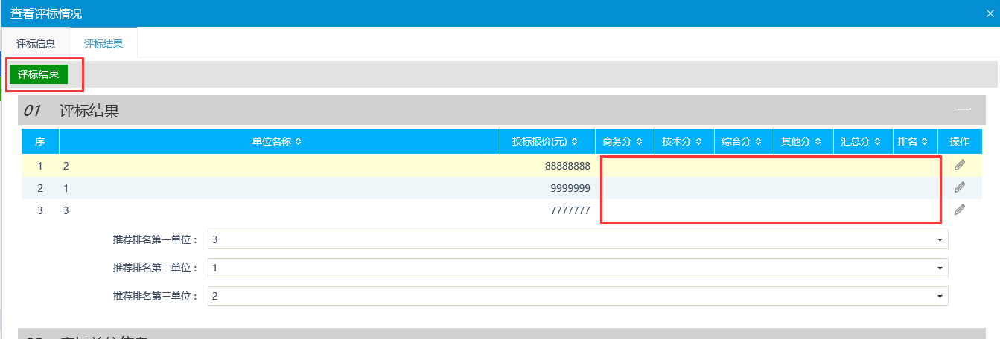 查看评标情况
评标信息 评标结果
评标结束
01 评标结果
序 单位名称 投标报价(元) 商务分 技术分 综合分 其他分 汇总分 排名 操作
1 2 88888888
2 1 9999999
3 3 7777777
推荐排名第一单位： 3
推荐排名第二单位： 1
推荐排名第三单位： 2